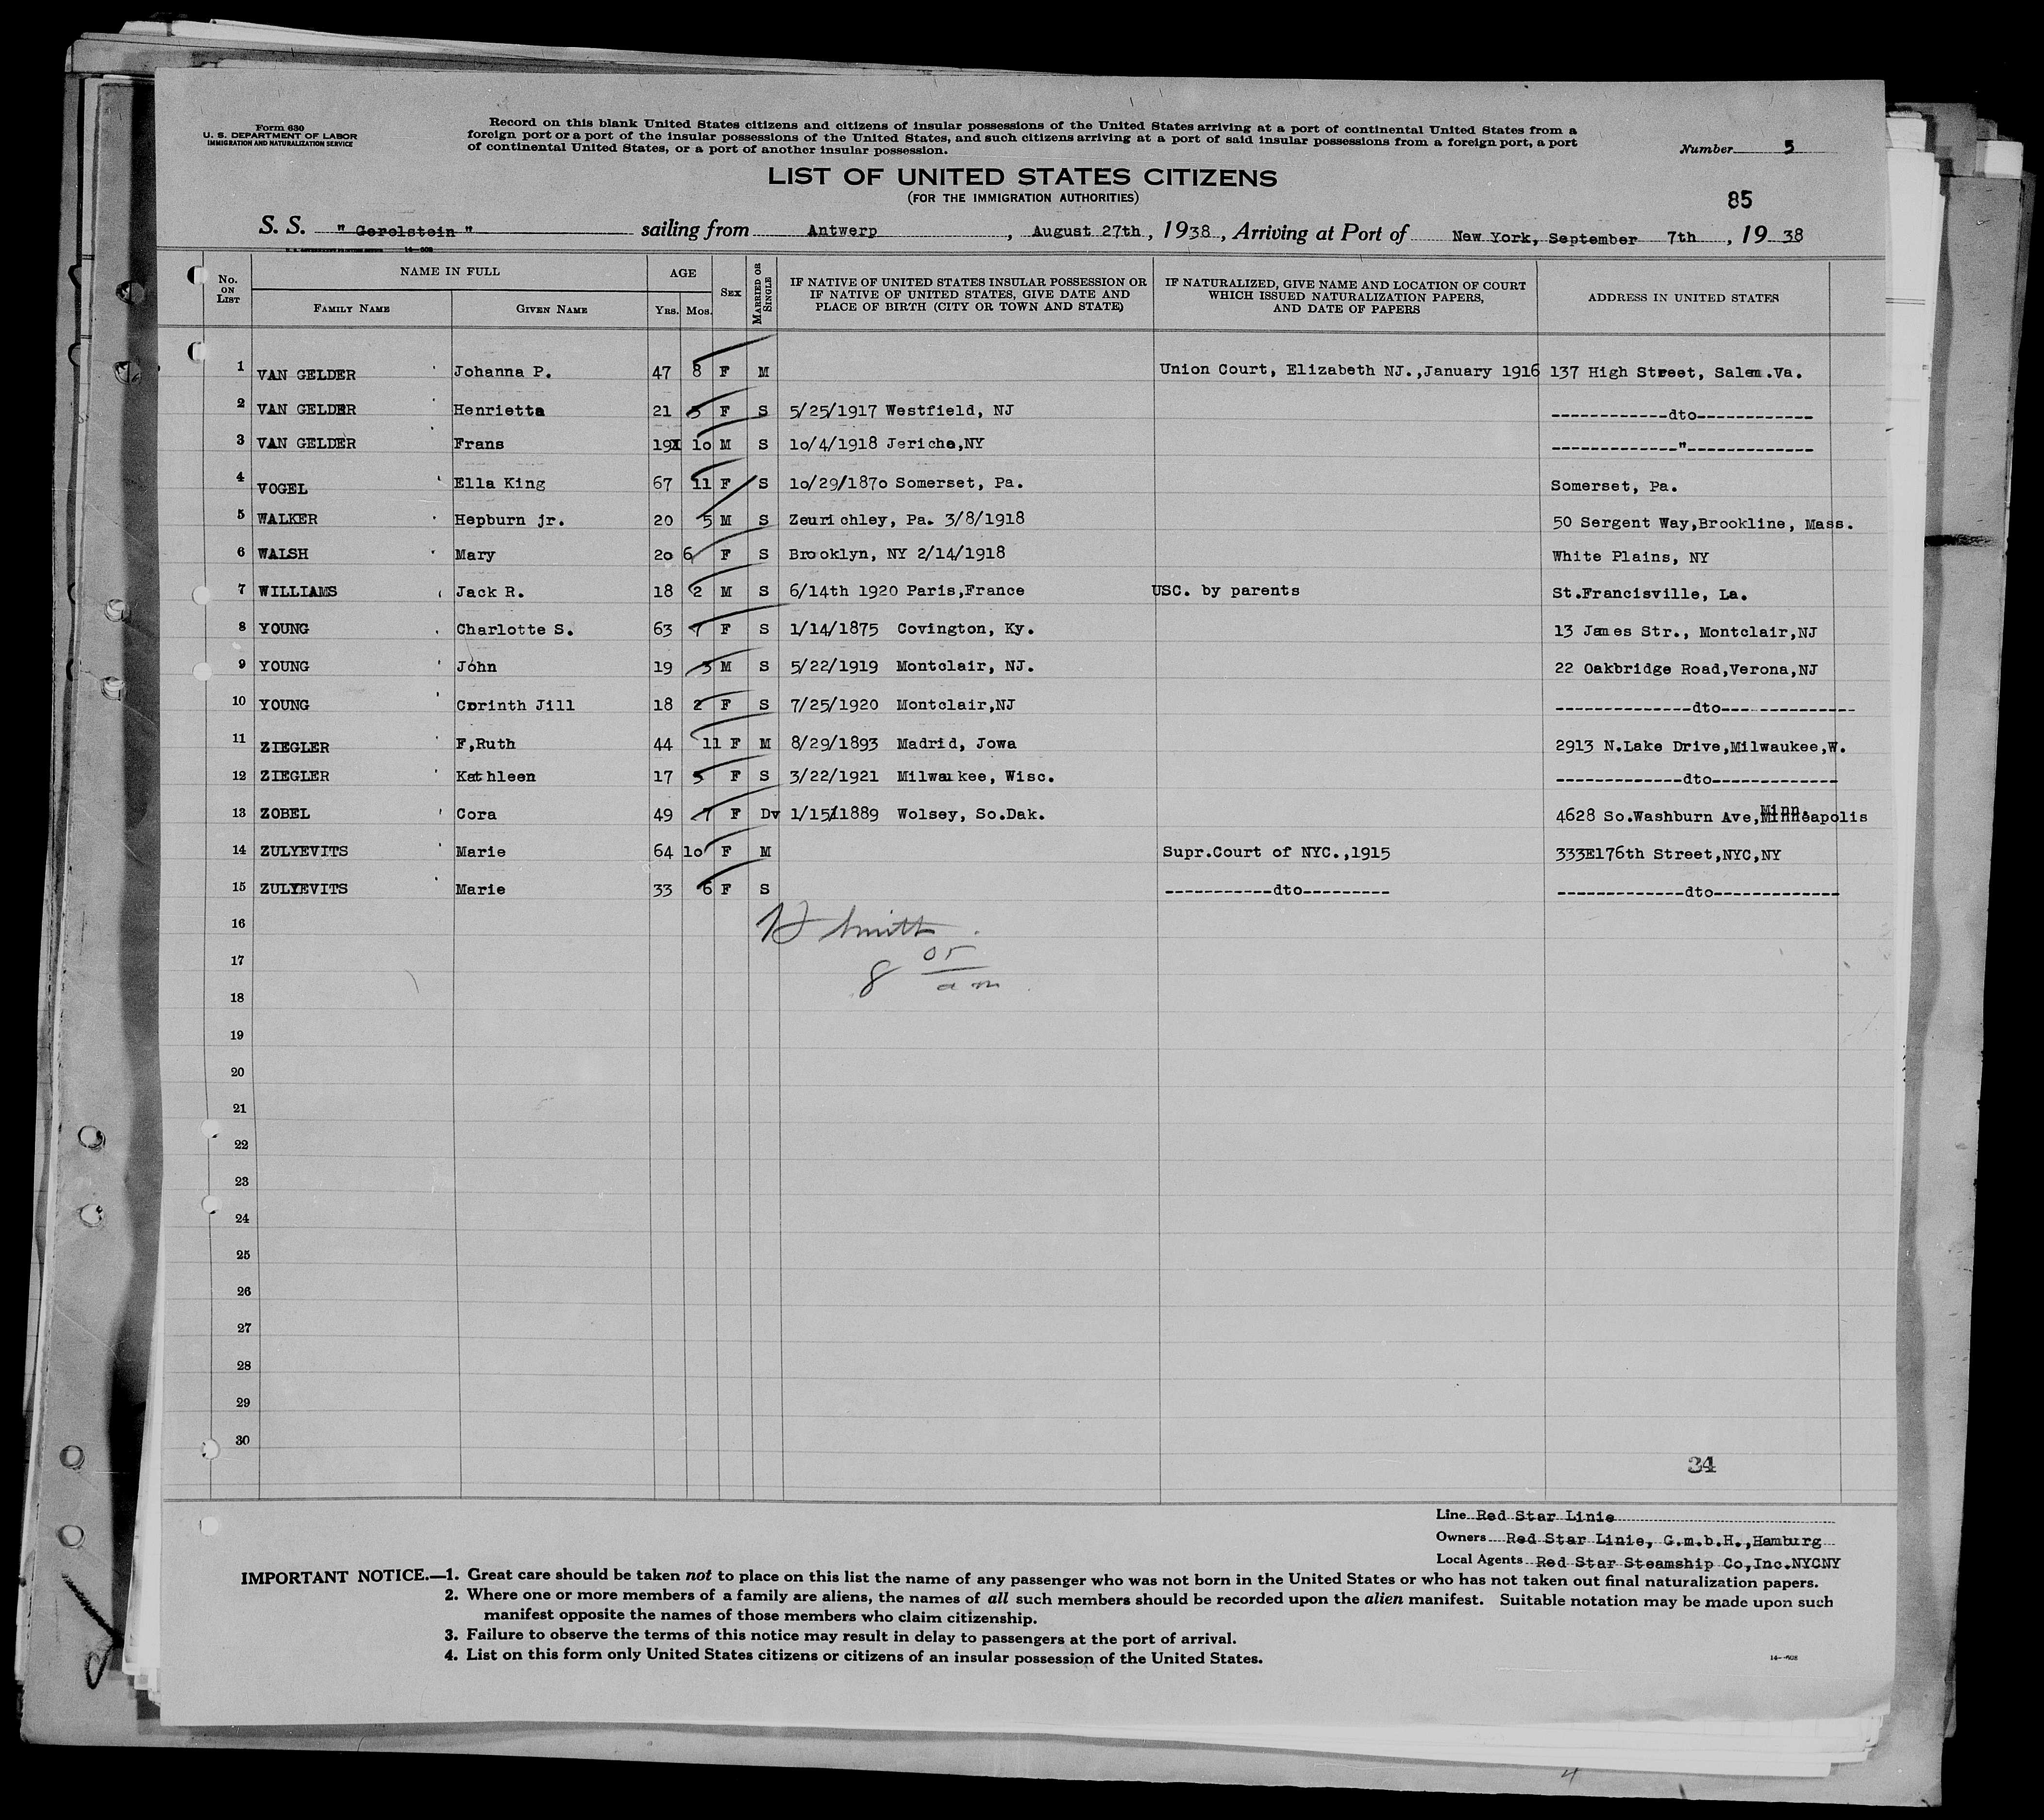 Form 630
U. S. DEPARTMENT OF LABOR
IMMIGRATION AND NATURALIZATION SERVICE
Record on this blank United States citizens and citizens of insular possessions of the United States arriving at a port of continental United States from a
foreign port or a port of the insular possessions of the United States, and such citizens arriving at a port of said insular possessions from a foreign port, a port
of continental United States, or a port of another insular possession.
Number 5
LIST OF UNITED STATES CITIZENS
(FOR THE IMMIGRATION AUTHORITIES)
85
S. S. " Gerolstein " sailing from Antwerp, August 27th, 1938, Arriving at Port of New York, September 7th, 19 38
No. ON LIST NAME IN FULL FAMILY NAME GIVEN NAME AGE YRS. MOS. SEX MARRIED OR SINGLE IF NATIVE OF UNITED STATES INSULAR POSSESSION OR IF NATIVE OF UNITED STATES, GIVE DATE AND PLACE OF BIRTH (CITY OR TOWN AND STATE) IF NATURALIZED, GIVE NAME AND LOCATION OF COURT WHICH ISSUED NATURALIZATION PAPERS, AND DATE OF PAPERS ADDRESS IN UNITED STATES
1 VAN GELDER Johanna P. 47 8 F M Union Court, Elizabeth NJ.,January 1916 137 High Street, Salem.Va.
2 VAN GELDER Henrietta 21 3 F S 5/25/1917 Westfield, NJ ------------dto------------
3 VAN GELDER Frans 19 10 M S 10/4/1918 Jeriche,NY -------------"-------------
4 VOGEL Ella King 67 11 F S 10/29/1870 Somerset, Pa. Somerset, Pa.
5 WALKER Hepburn jr. 20 5 M S Zeurichley, Pa. 3/8/1918 50 Sergent Way,Brookline, Mass.
6 WALSH Mary 20 6 F S Brooklyn, NY 2/14/1918 White Plains, NY
7 WILLIAMS Jack R. 18 2 M S 6/14th 1920 Paris,France USC. by parents St.Francisville, La.
8 YOUNG Charlotte S. 63 7 F S 1/14/1875 Covington, Ky. 13 James Str., Montclair,NJ
9 YOUNG John 19 3 M S 5/22/1919 Montclair, NJ. 22 Oakbridge Road,Verona,NJ
10 YOUNG Corinth Jill 18 2 F S 7/25/1920 Montclair,NJ --------------dto--------------
11 ZIEGLER F,Ruth 44 11 F M 8/29/1893 Madrid, Jowa 2913 N.Lake Drive,Milwaukee,W.
12 ZIEGLER Kathleen 17 5 F S 3/22/1921 Milwaukee, Wisc. -------------dto-------------
13 ZOBEL Cora 49 7 F Dv 1/15/1889 Wolsey, So.Dak. 4628 So.Washburn Ave,Minneapolis Minn.
14 ZULYEVITS Marie 64 10 F M Supr.Court of NYC.,1915 333E176th Street,NYC,NY
15 ZULYEVITS Marie 33 6 F S -----------dto--------- -------------dto-------------
16
Smith
17
8 05 am
18
19
20
21
22
23
24
25
26
27
28
29
30
34
Line Red Star Linie
Owners Red Star Linie, G.m.b.H.,Hamburg
Local Agents Red Star Steamship Co,Inc.NYCNY
IMPORTANT NOTICE.—1. Great care should be taken not to place on this list the name of any passenger who was not born in the United States or who has not taken out final naturalization papers.
2. Where one or more members of a family are aliens, the names of all such members should be recorded upon the alien manifest. Suitable notation may be made upon such
manifest opposite the names of those members who claim citizenship.
3. Failure to observe the terms of this notice may result in delay to passengers at the port of arrival.
4. List on this form only United States citizens or citizens of an insular possession of the United States.
14—608